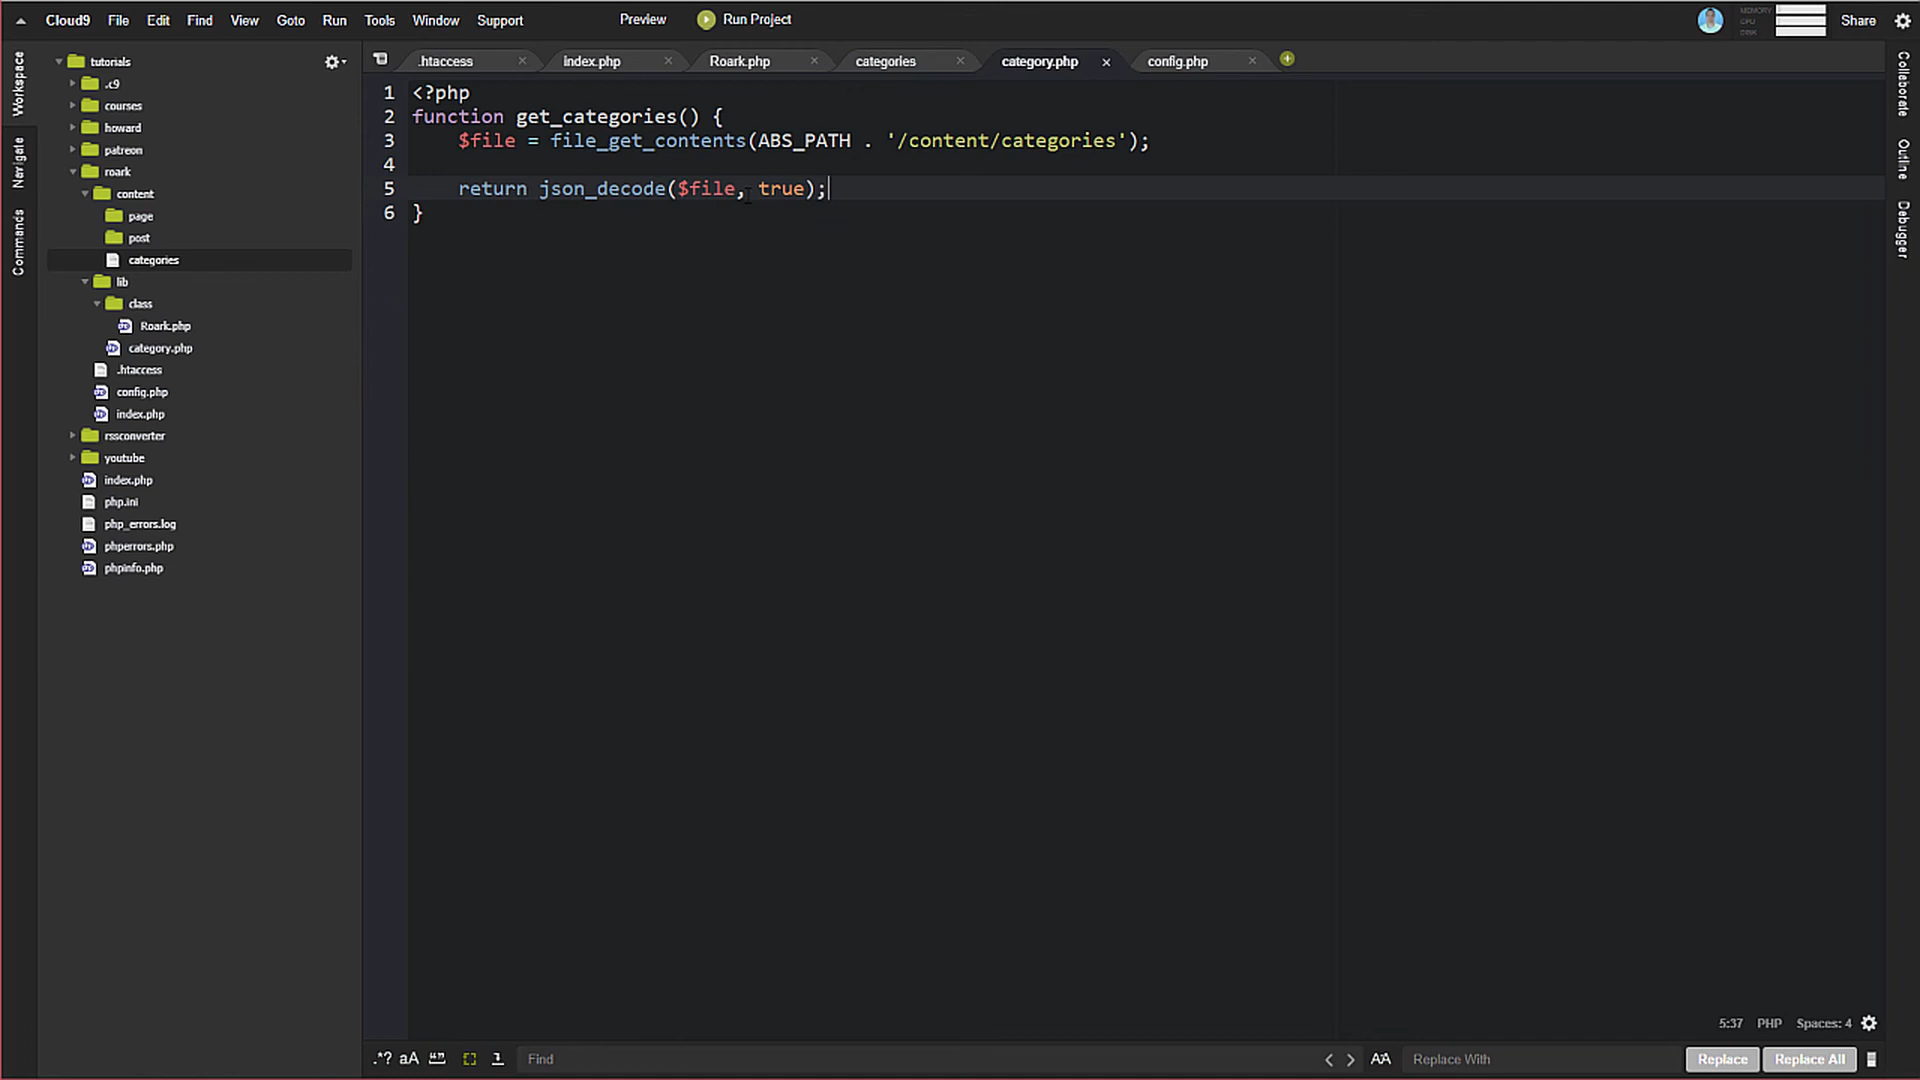 Cloud9 File Edit Find View Goto Run Tools Window Support Preview Run Project MEMORY CPU DISK Share
Workspace
Navigate
Commands
tutorials
.c9
courses
howard
patreon
roark
content
page
post
categories
lib
class
Roark.php
category.php
.htaccess
config.php
index.php
rssconverter
youtube
index.php
php.ini
php_errors.log
phperrors.php
phpinfo.php
.htaccess index.php Roark.php categories category.php config.php
1 <?php
2 function get_categories() {
3 $file = file_get_contents(ABS_PATH . '/content/categories');
4
5 return json_decode($file, true);
6 }
Collaborate
Outline
Debugger
5:37 PHP Spaces: 4
.*? aA Find AA Replace With Replace Replace All